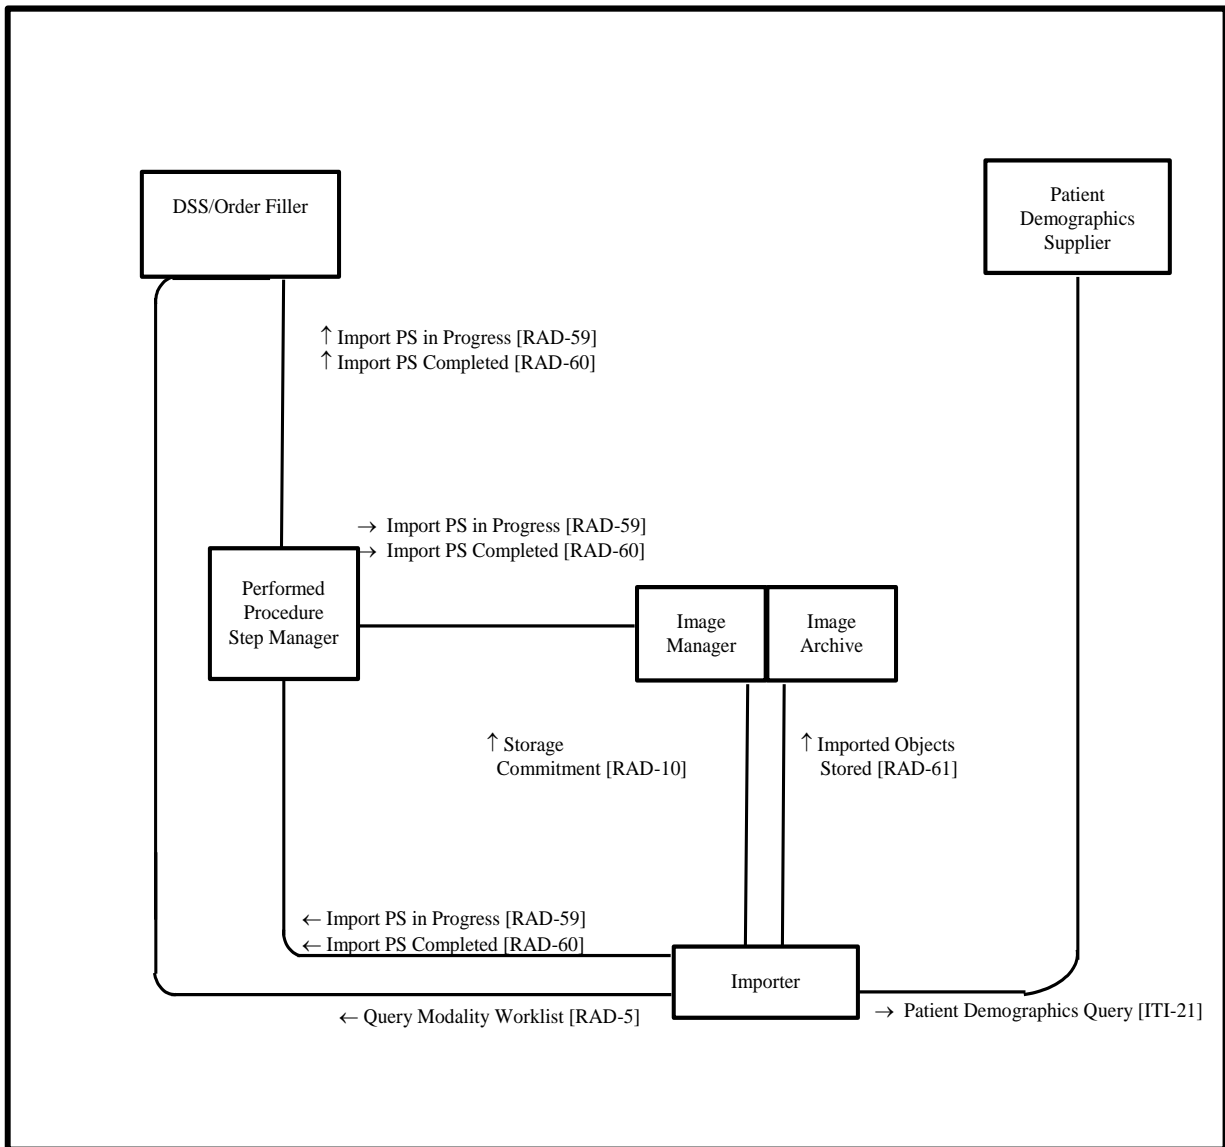 DSS/Order Filler
Patient
Demographics
Supplier
↑ Import PS in Progress [RAD-59]
↑ Import PS Completed [RAD-60]
→ Import PS in Progress [RAD-59]
→ Import PS Completed [RAD-60]
Performed
Procedure
Step Manager
Image
Manager
Image
Archive
↑ Storage
Commitment [RAD-10]
↑ Imported Objects
Stored [RAD-61]
← Import PS in Progress [RAD-59]
← Import PS Completed [RAD-60]
Importer
← Query Modality Worklist [RAD-5]
→ Patient Demographics Query [ITI-21]